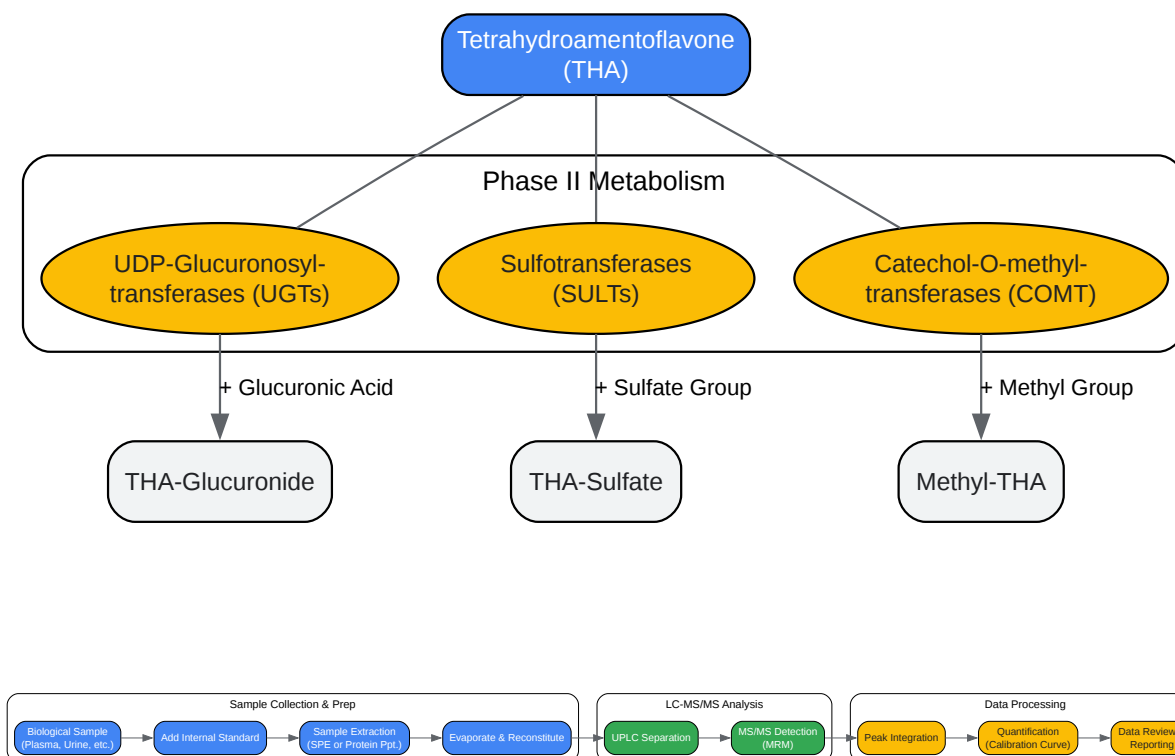 Tetrahydroamentoflavone
(THA)
Phase II Metabolism
UDP-Glucuronosyl-
transferases (UGTs)
Sulfotransferases
(SULTs)
Catechol-O-methyl-
transferases (COMT)
+ Glucuronic Acid
+ Sulfate Group
+ Methyl Group
THA-Glucuronide
THA-Sulfate
Methyl-THA
Sample Collection & Prep
Biological Sample
(Plasma, Urine, etc.)
Add Internal Standard
Sample Extraction
(SPE or Protein Ppt.)
Evaporate & Reconstitute
LC-MS/MS Analysis
UPLC Separation
MS/MS Detection
(MRM)
Data Processing
Peak Integration
Quantification
(Calibration Curve)
Data Review